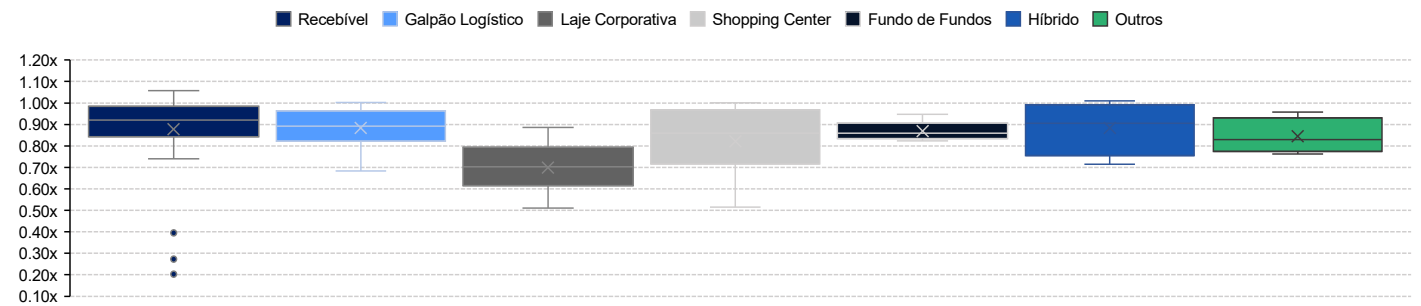 Recebível Galpão Logístico Laje Corporativa Shopping Center Fundo de Fundos Híbrido Outros
1.20x
1.10x
1.00x
0.90x
0.80x
0.70x
0.60x
0.50x
0.40x
0.30x
0.20x
0.10x